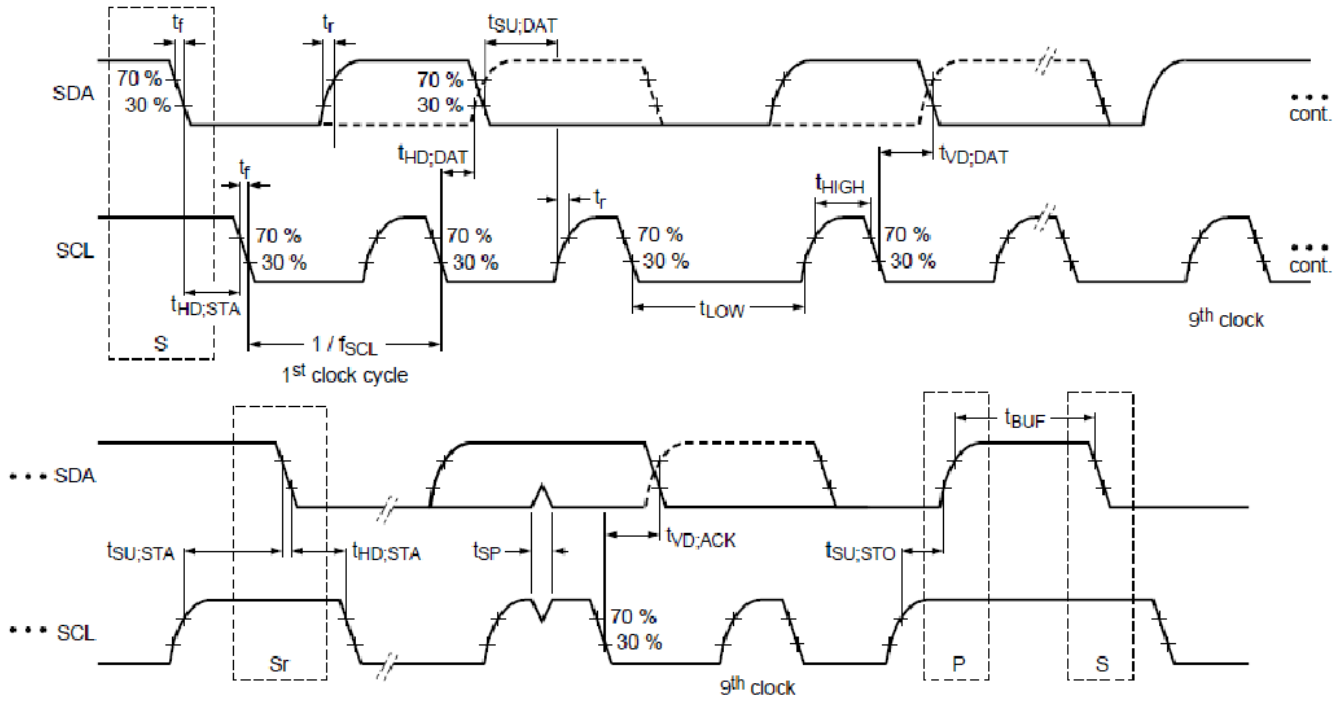 tf tr tSU;DAT
70 % 70 %
SDA 30 % 30 % ••• cont.
tf tHD;DAT tr tHIGH tVD;DAT
70 % 70 % 70 % 70 %
SCL 30 % 30 % 30 % 30 % ••• cont.
tHD;STA tLOW
S 1 / fSCL 9th clock
1st clock cycle
tBUF
••• SDA
tSU;STA tHD;STA tSP tVD;ACK tSU;STO
70 %
••• SCL 30 %
Sr P S
9th clock